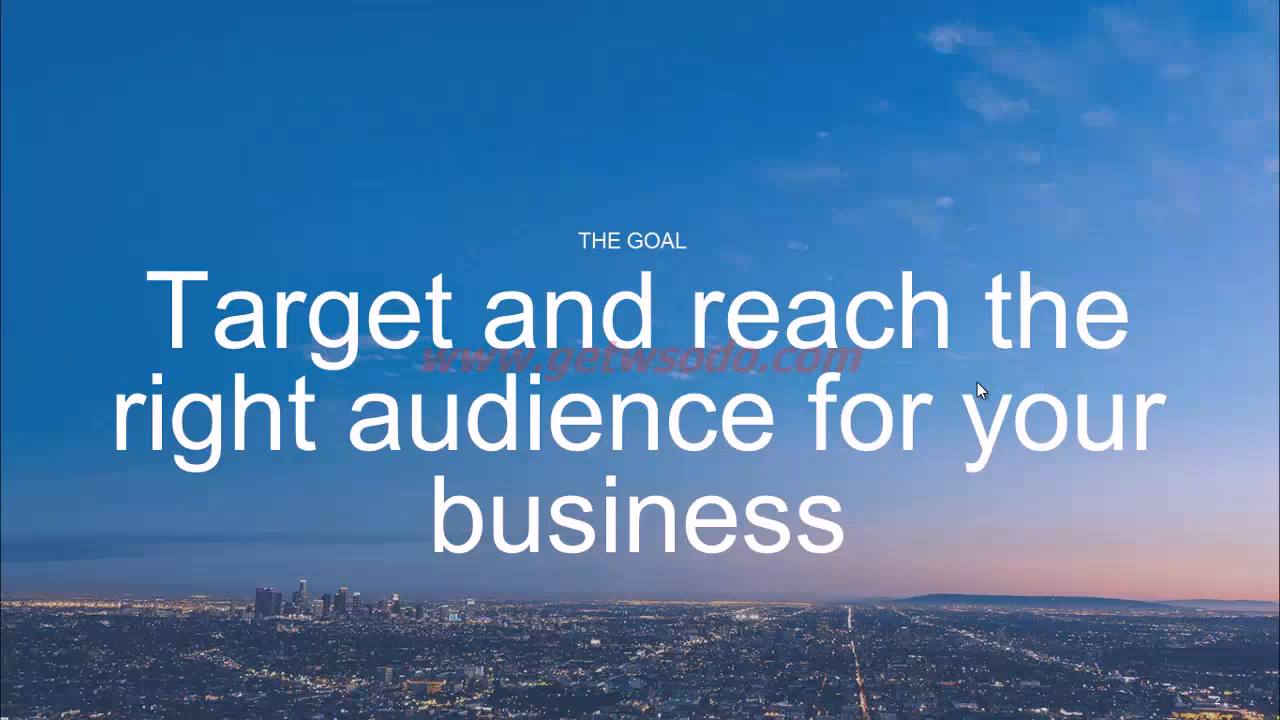 THE GOAL
Target and reach the
www.getwsodo.com
right audience for your
business